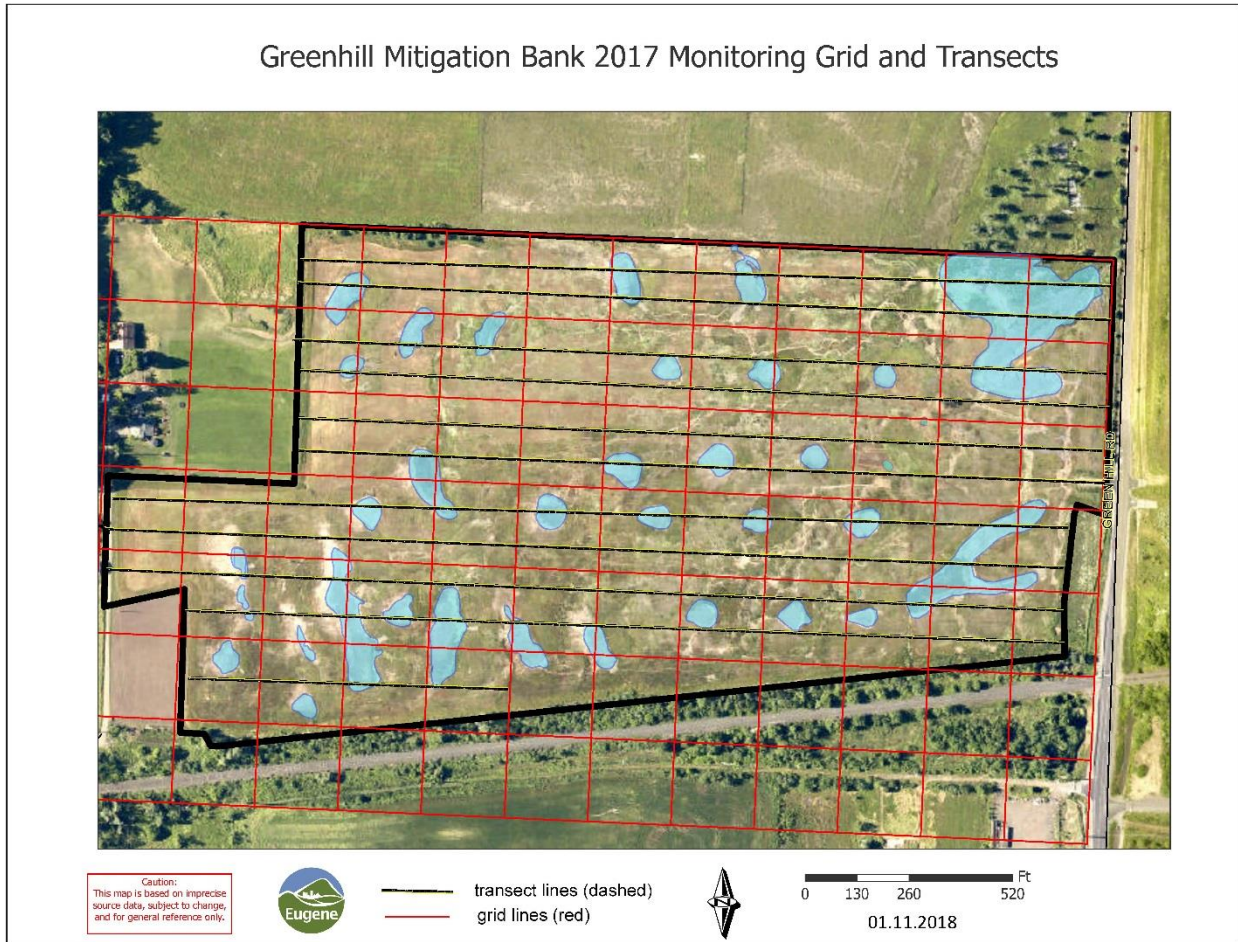 Greenhill Mitigation Bank 2017 Monitoring Grid and Transects
GREEN HILL RD
Caution:
This map is based on imprecise
source data, subject to change,
and for general reference only.
Eugene
transect lines (dashed)
grid lines (red)
N
Ft
0 130 260 520
01.11.2018